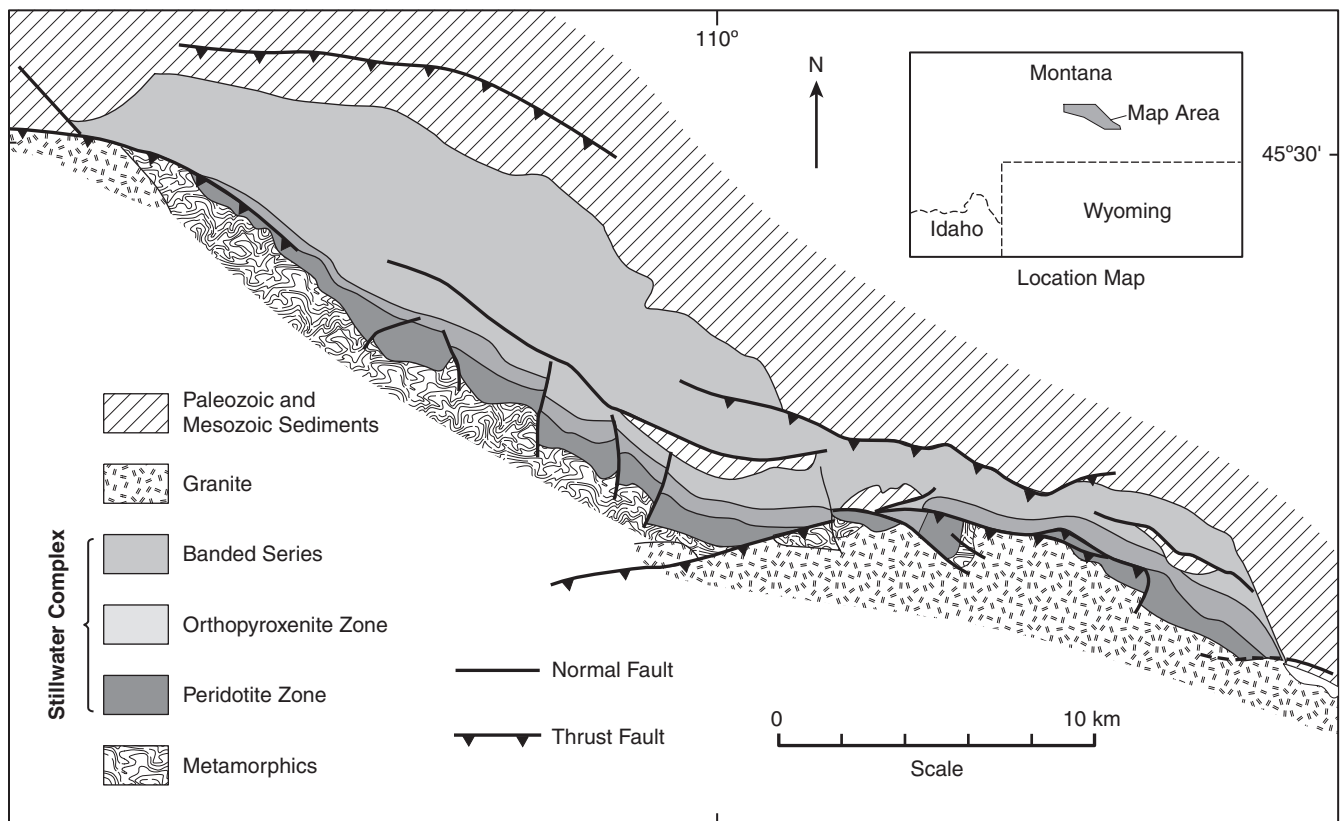 110º
N
Montana
Map Area
45º30'
Wyoming
Idaho
Location Map
Paleozoic and
Mesozoic Sediments
Granite
Banded Series
Orthopyroxenite Zone
Peridotite Zone
Metamorphics
Stillwater Complex
Normal Fault
Thrust Fault
0 10 km
Scale